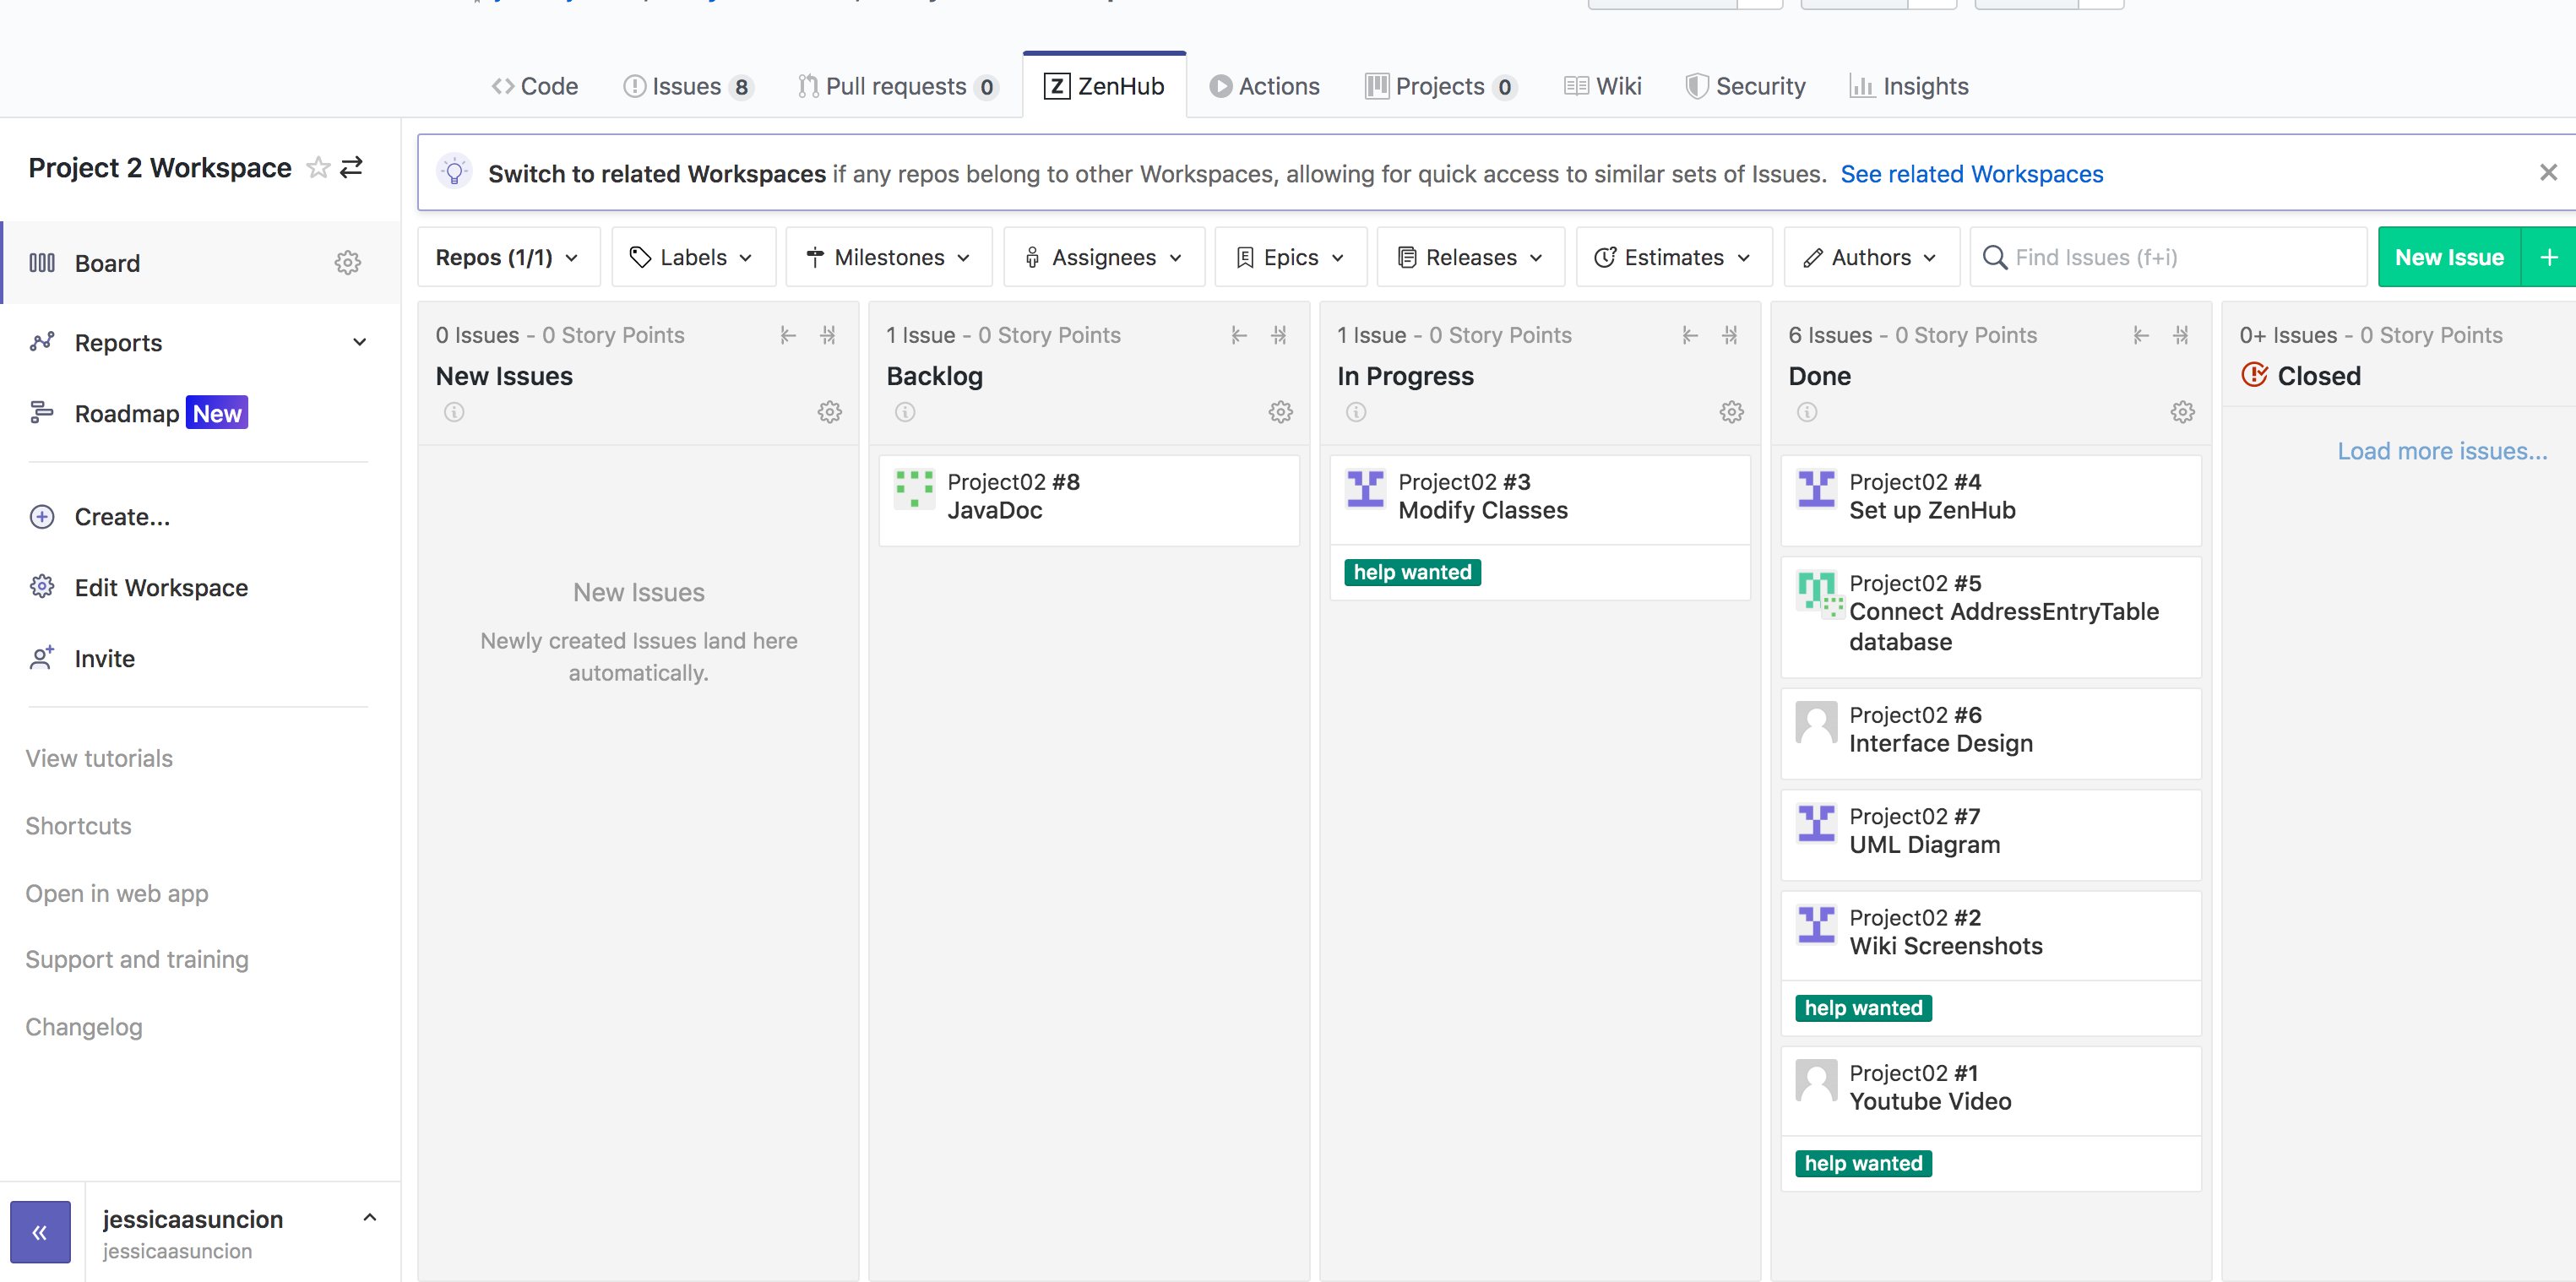 Code
Issues 8
Pull requests 0
ZenHub
Actions
Projects 0
Wiki
Security
Insights
Project 2 Workspace
Board
Reports
Roadmap New
Create...
Edit Workspace
Invite
View tutorials
Shortcuts
Open in web app
Support and training
Changelog
jessicaasuncion
jessicaasuncion
Switch to related Workspaces if any repos belong to other Workspaces, allowing for quick access to similar sets of Issues. See related Workspaces
Repos (1/1)
Labels
Milestones
Assignees
Epics
Releases
Estimates
Authors
Find Issues (f+i)
New Issue
0 Issues - 0 Story Points
New Issues
New Issues
Newly created Issues land here
automatically.
1 Issue - 0 Story Points
Backlog
Project02 #8
JavaDoc
1 Issue - 0 Story Points
In Progress
Project02 #3
Modify Classes
help wanted
6 Issues - 0 Story Points
Done
Project02 #4
Set up ZenHub
Project02 #5
Connect AddressEntryTable
database
Project02 #6
Interface Design
Project02 #7
UML Diagram
Project02 #2
Wiki Screenshots
help wanted
Project02 #1
Youtube Video
help wanted
0+ Issues - 0 Story Points
Closed
Load more issues...